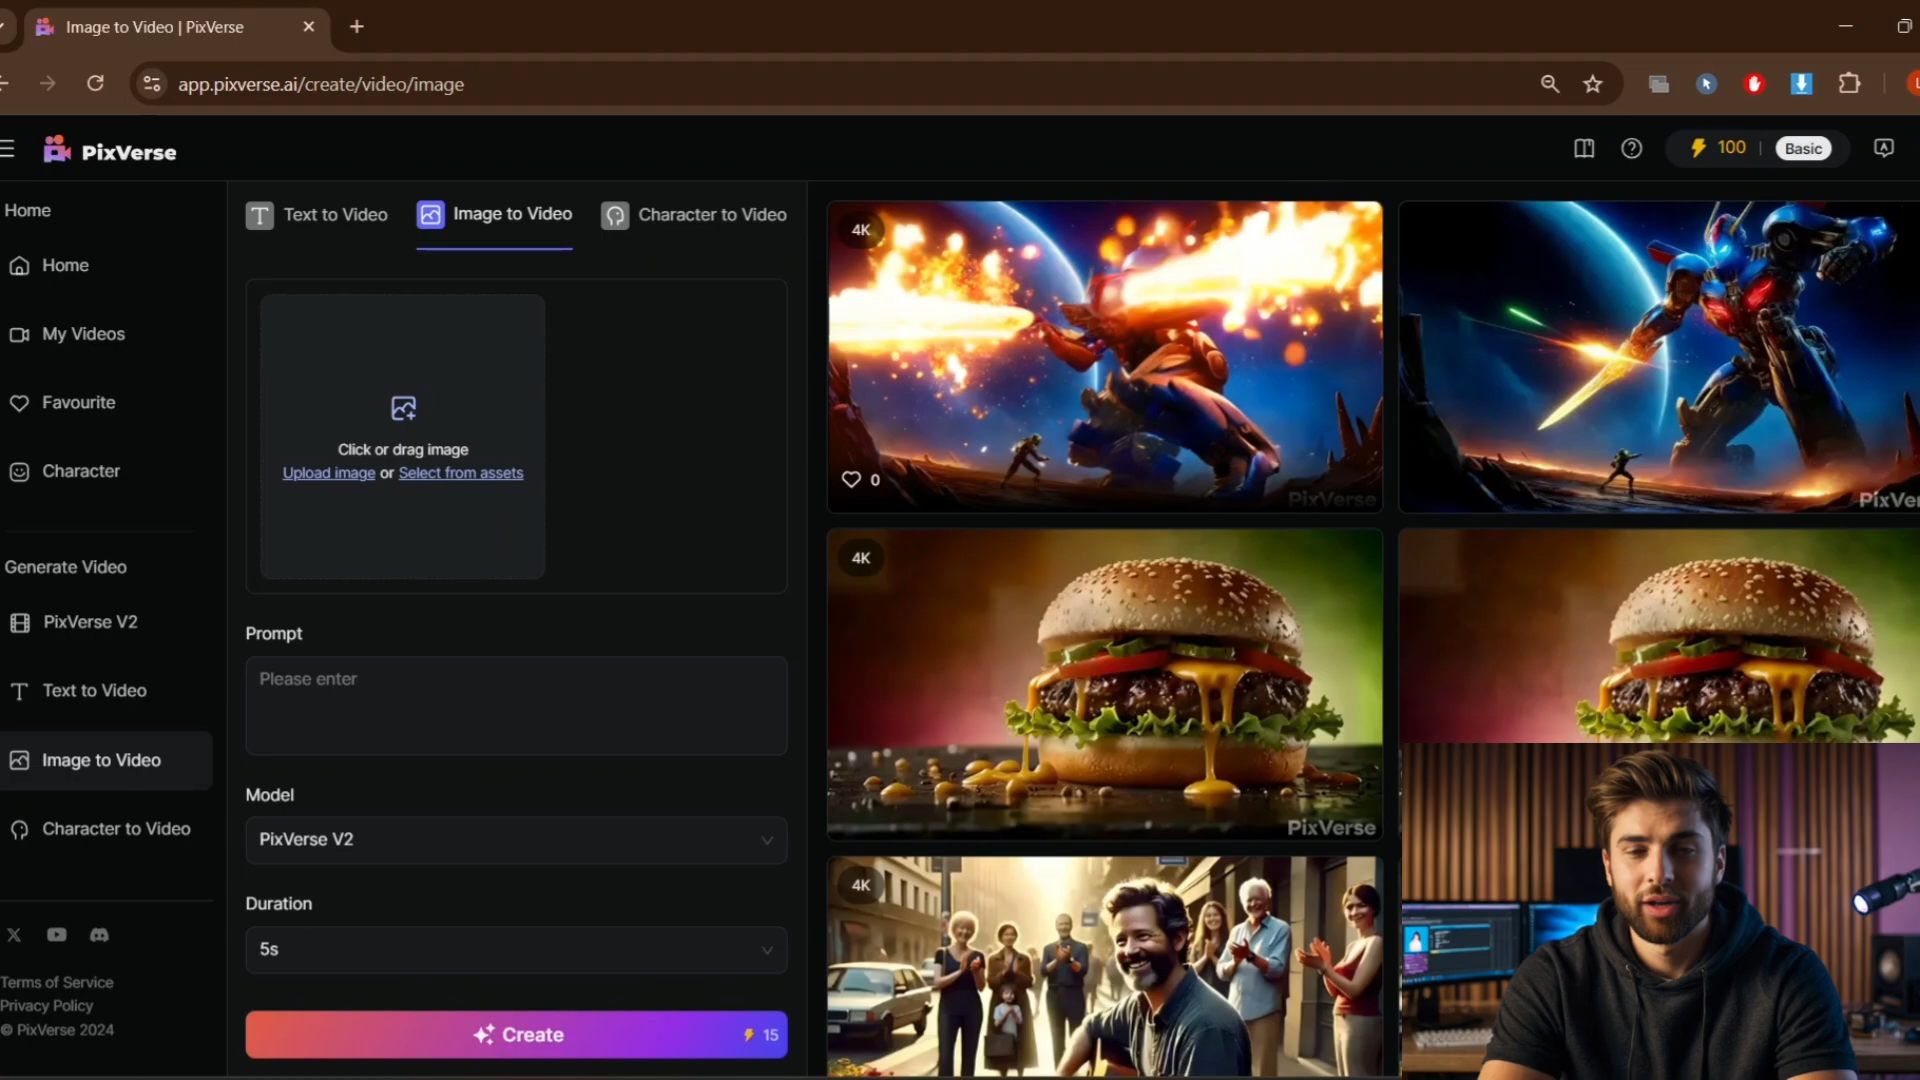 Image to Video | PixVerse
app.pixverse.ai/create/video/image
PixVerse
100 | Basic
Home
Home
My Videos
Favourite
Character
Generate Video
PixVerse V2
Text to Video
Image to Video
Character to Video
Terms of Service
Privacy Policy
© PixVerse 2024
Text to Video
Image to Video
Character to Video
Click or drag image
Upload image or Select from assets
Prompt
Please enter
Model
PixVerse V2
Duration
5s
Create
15
4K
0
PixVerse
PixVer
4K
PixVerse
4K